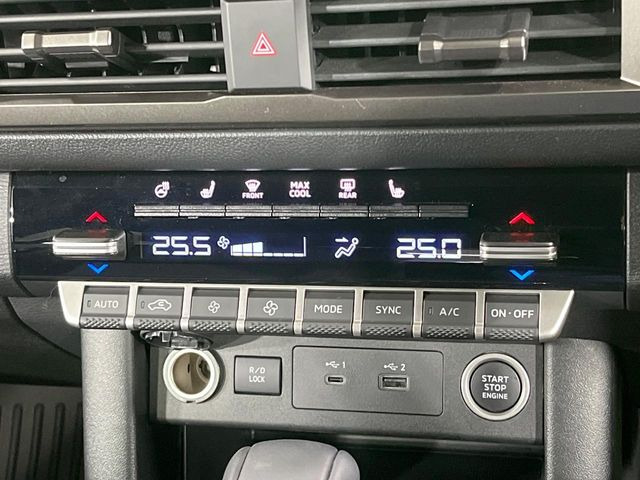 FRONT MAX COOL REAR
25.5 25.0
AUTO MODE SYNC A/C ON·OFF
R/D LOCK 1 2 START STOP ENGINE